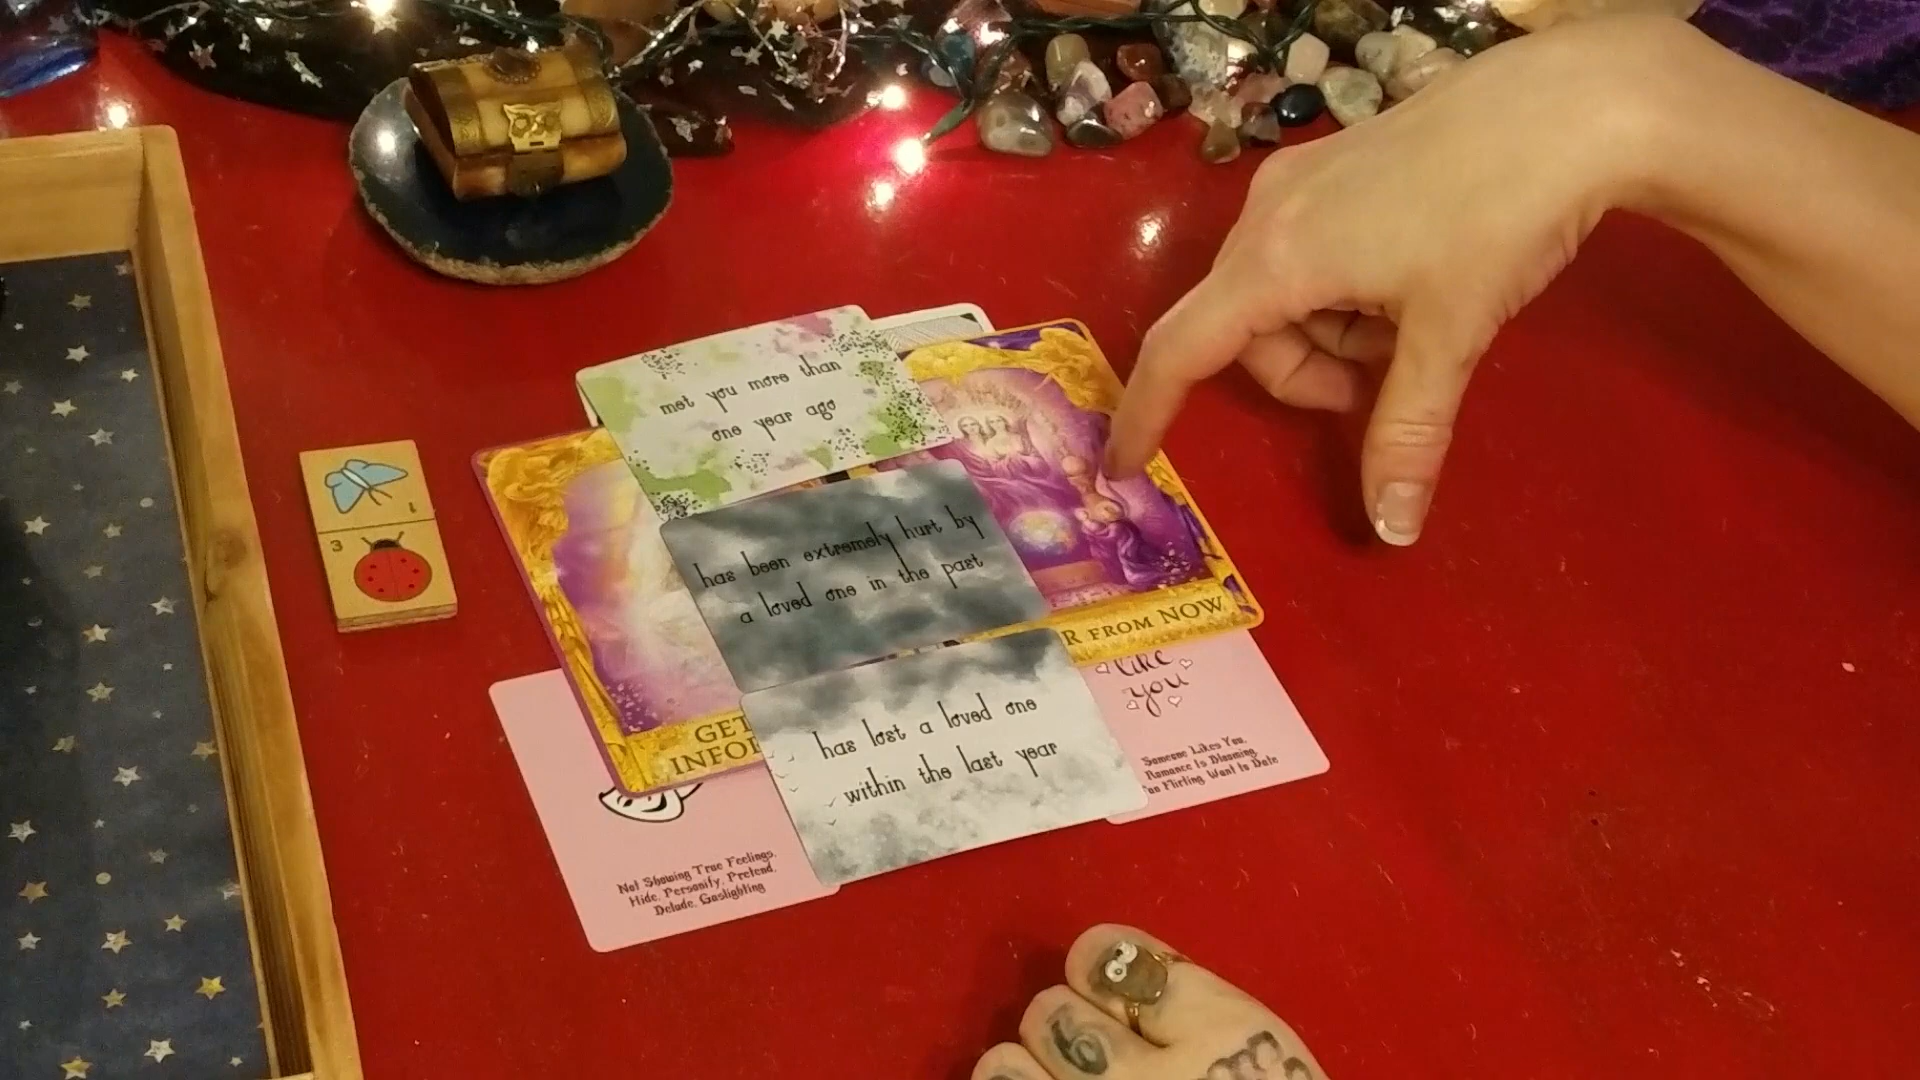 met you more than
one year ago
has been extremely hurt by
a loved one in the past
has lost a loved one
within the last year
GET
INFOR
R FROM NOW
like
you
Someone Likes You,
Romance Is Blooming,
Flirting, Want to Date
Not Showing True Feelings,
Hide, Personify, Pretend,
Delude, Gaslighting
1
3